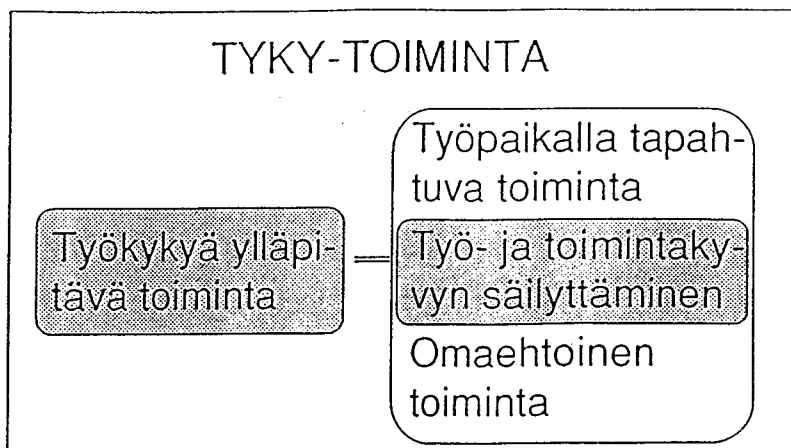 TYKY-TOIMINTA
Työkykyä ylläpi-
tävä toiminta
=
Työpaikalla tapah-
tuva toiminta
Työ- ja toimintaky-
vyn säilyttäminen
Omaehtoinen
toiminta